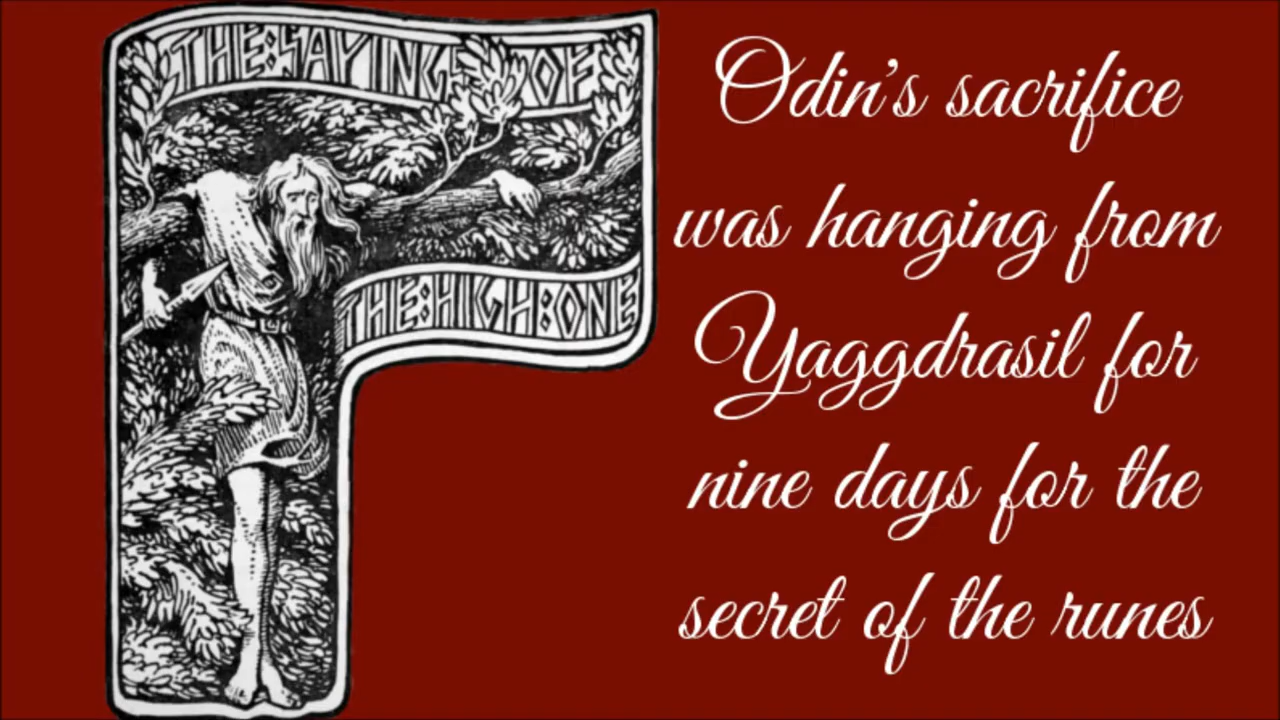 THE:SAYINGS OF
THE:HIGH:ONE
Odin's sacrifice
was hanging from
Yaggdrasil for
nine days for the
secret of the runes